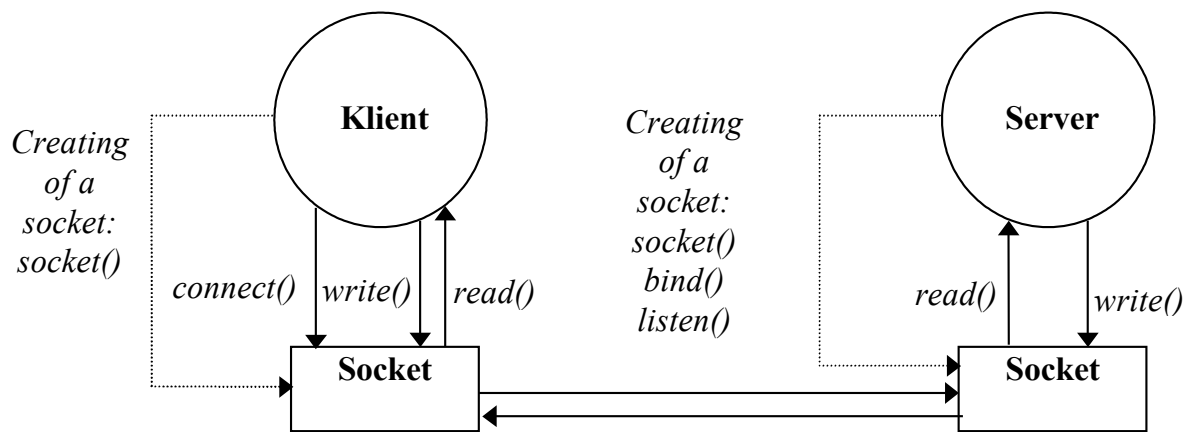 Klient
Creating
of a
socket:
socket()
connect()
write()
read()
Socket
Server
Creating
of a
socket:
socket()
bind()
listen()
read()
write()
Socket